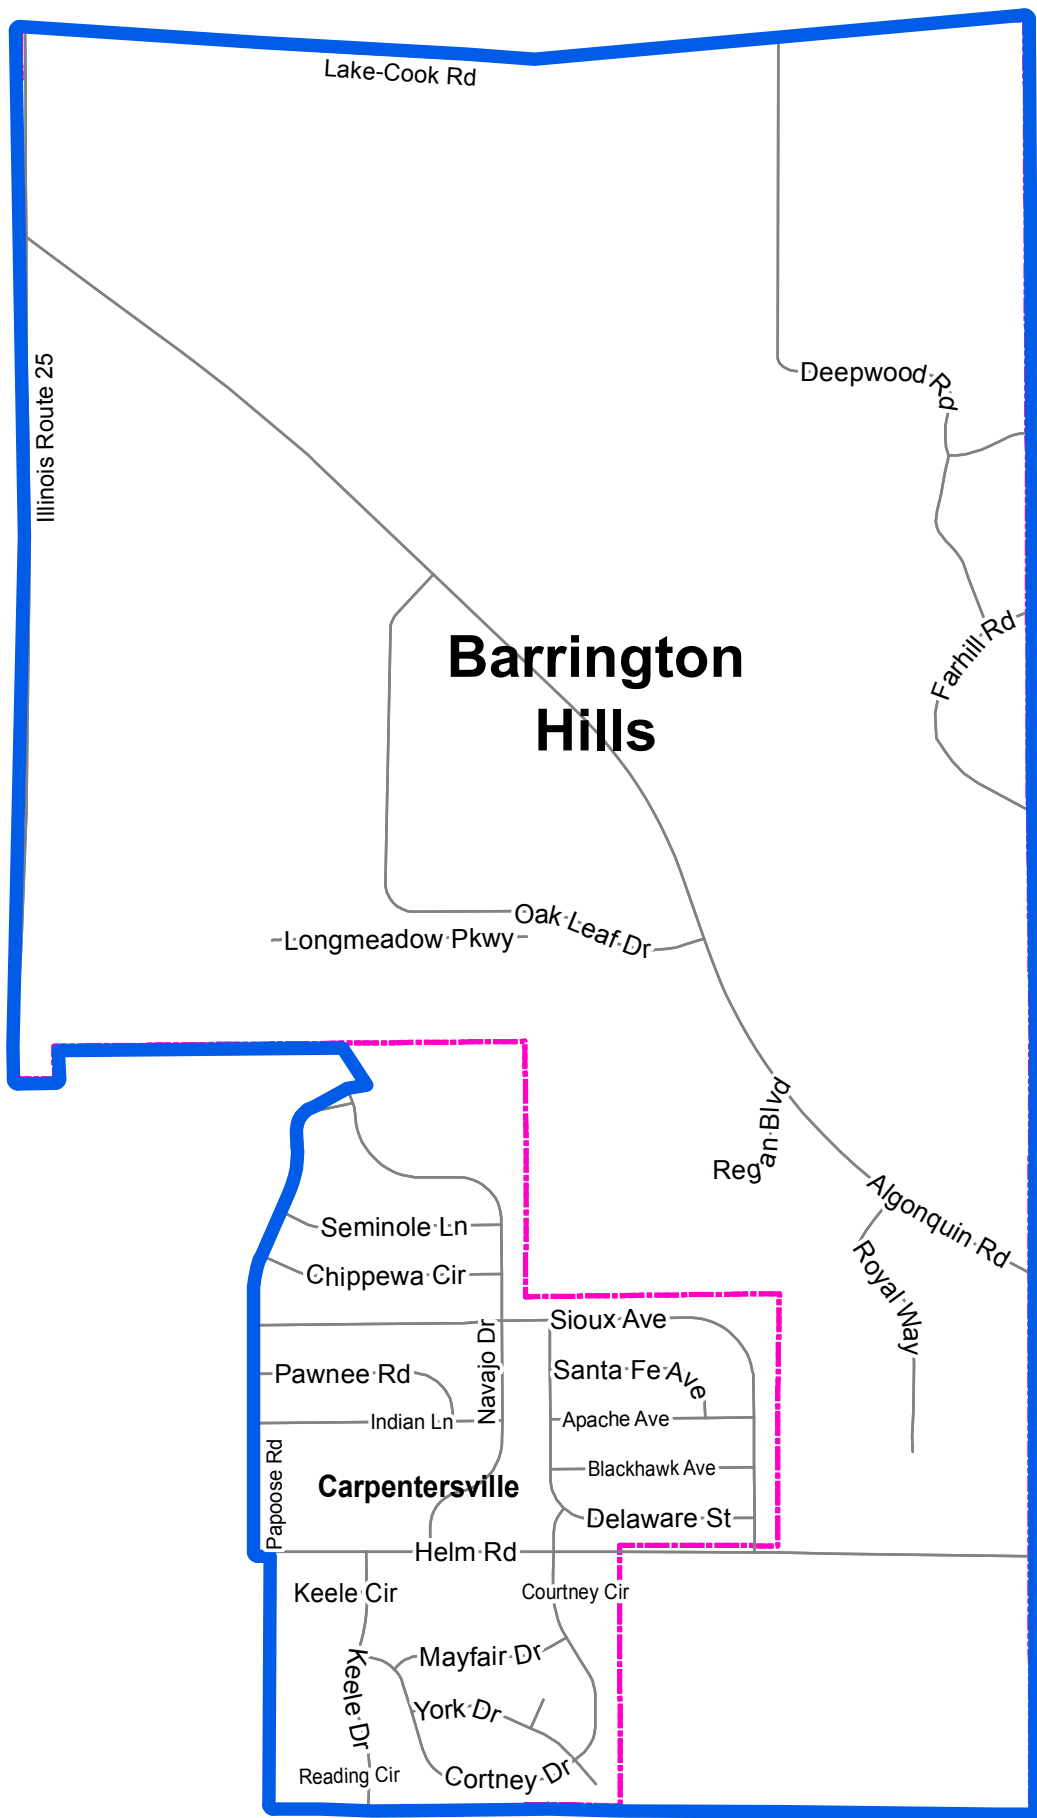 Lake-Cook Rd
Illinois Route 25
Deepwood Rd
Barrington
Hills
Farhill Rd
Oak Leaf Dr
Longmeadow Pkwy
Regan Blvd
Algonquin Rd
Royal Way
Seminole Ln
Chippewa Cir
Sioux Ave
Navajo Dr
Pawnee Rd
Santa Fe Ave
Indian Ln
Apache Ave
Papoose Rd
Blackhawk Ave
Carpentersville
Delaware St
Helm Rd
Keele Cir
Courtney Cir
Mayfair Dr
Keele Dr
York Dr
Reading Cir
Cortney Dr